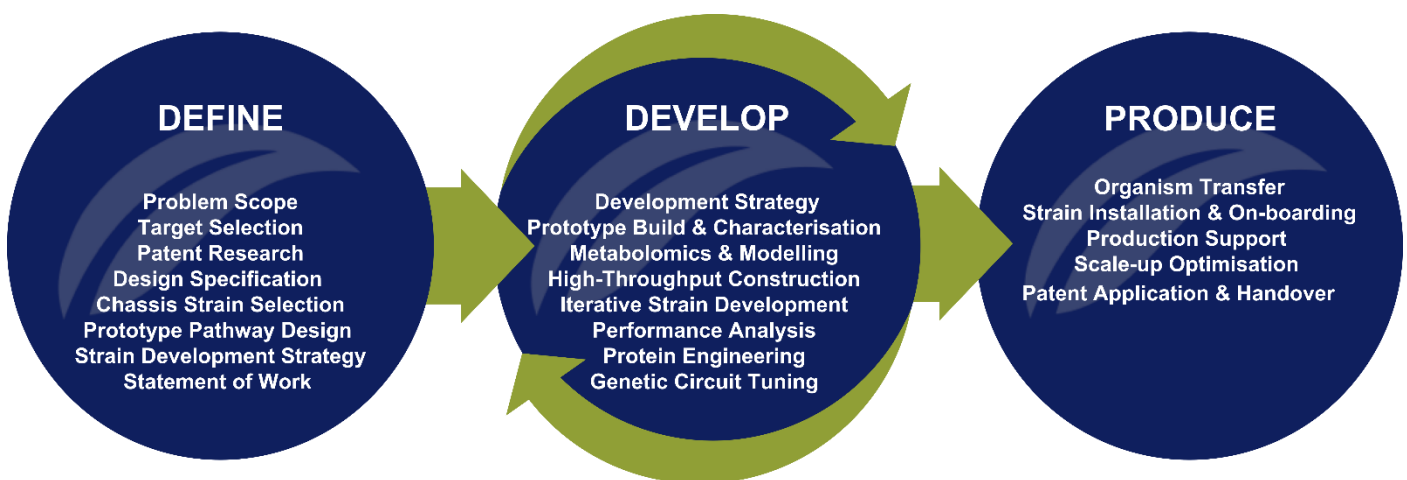 DEFINE
Problem Scope
Target Selection
Patent Research
Design Specification
Chassis Strain Selection
Prototype Pathway Design
Strain Development Strategy
Statement of Work
DEVELOP
Development Strategy
Prototype Build & Characterisation
Metabolomics & Modelling
High-Throughput Construction
Iterative Strain Development
Performance Analysis
Protein Engineering
Genetic Circuit Tuning
PRODUCE
Organism Transfer
Strain Installation & On-boarding
Production Support
Scale-up Optimisation
Patent Application & Handover